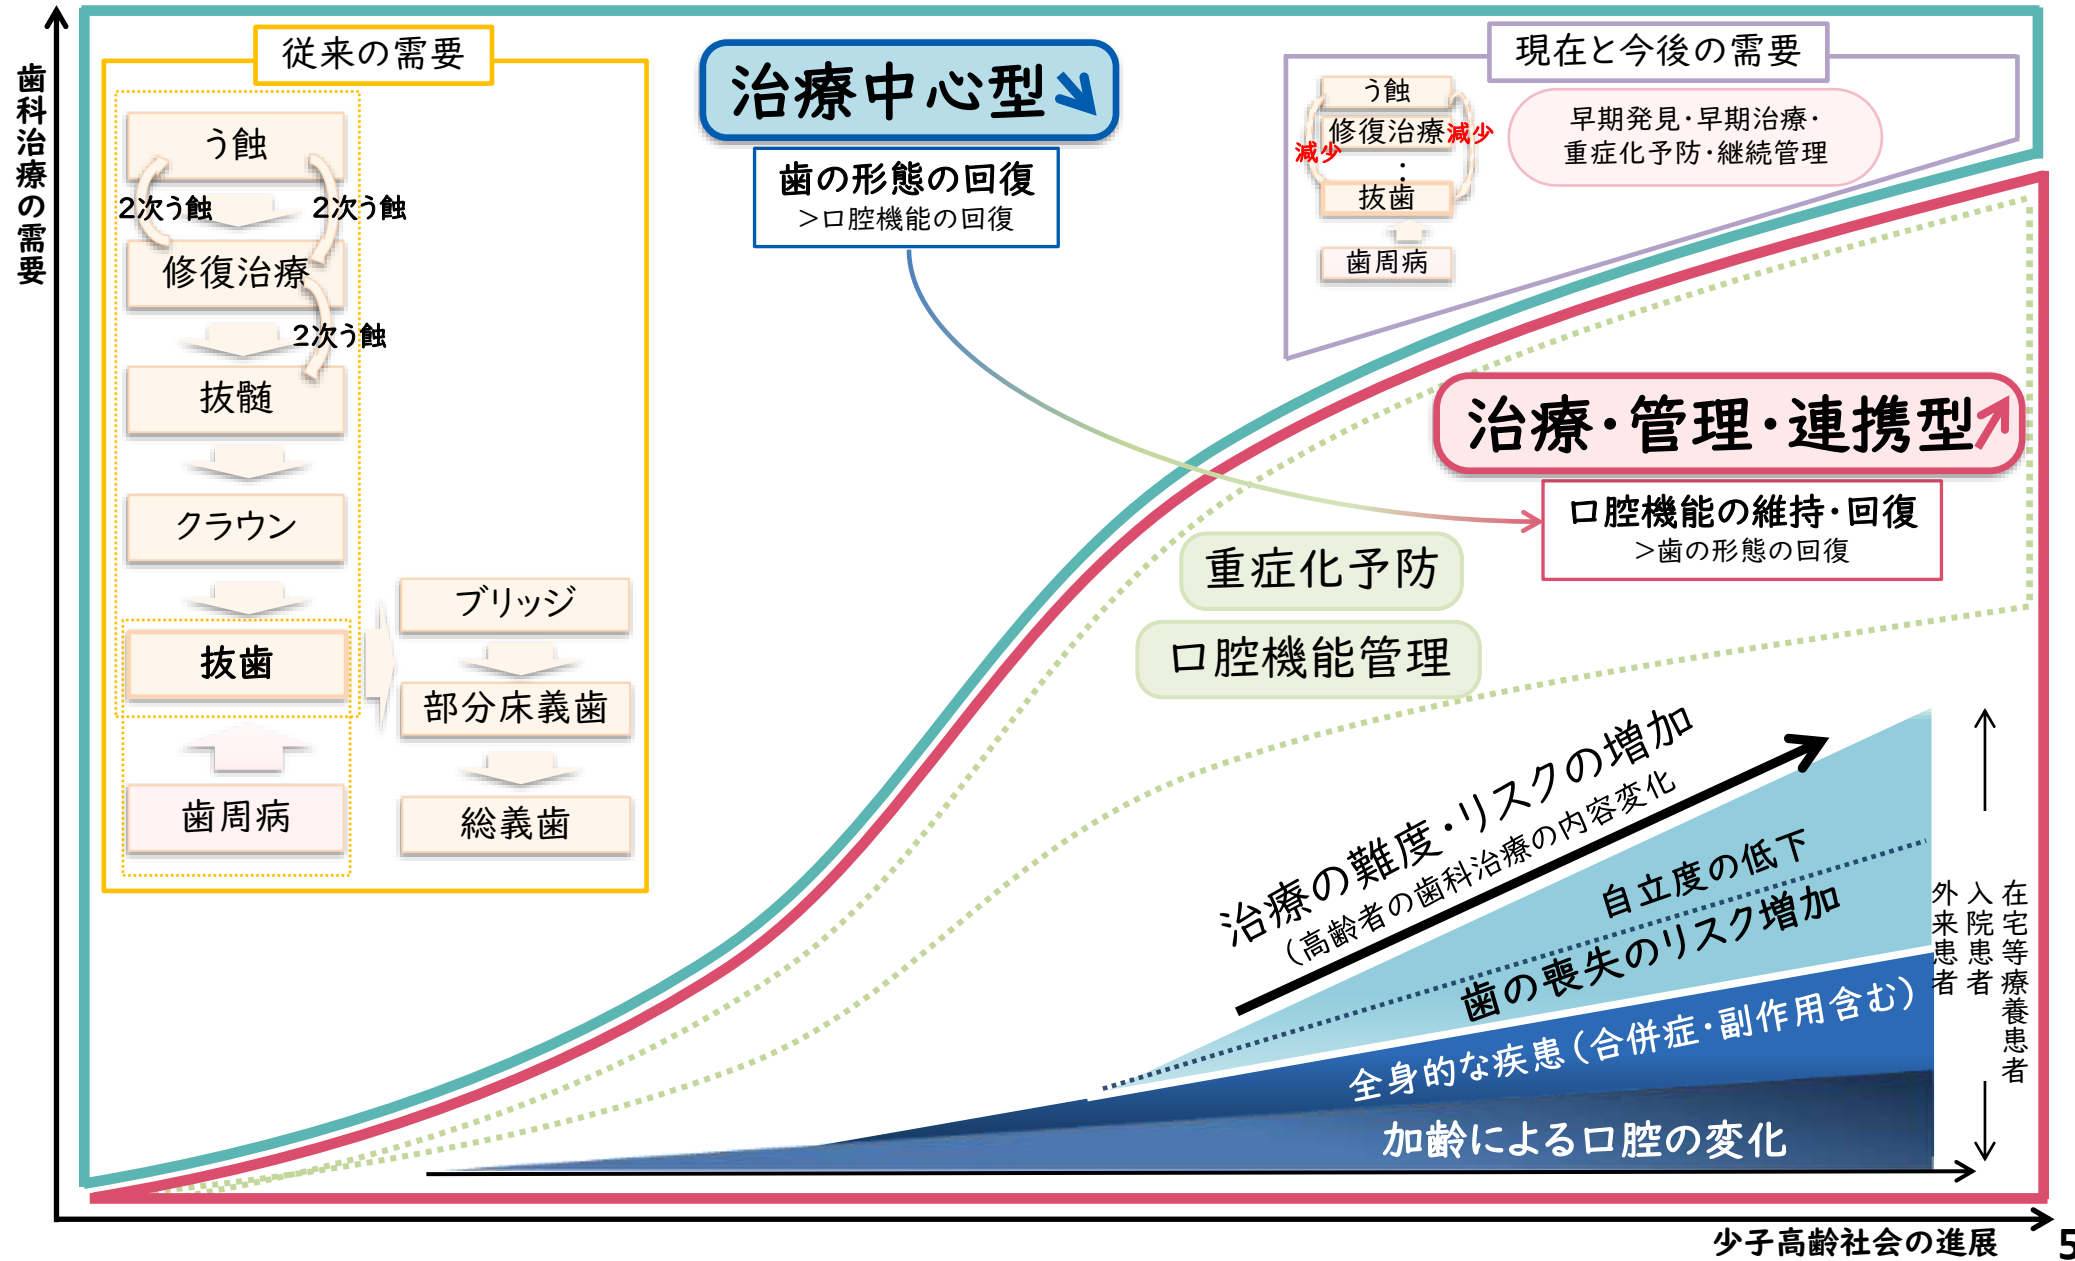 歯科治療の需要
従来の需要
う蝕
2次う蝕
2次う蝕
修復治療
2次う蝕
抜髄
クラウン
抜歯
歯周病
ブリッジ
部分床義歯
総義歯
治療中心型
歯の形態の回復
>口腔機能の回復
現在と今後の需要
う蝕
修復治療
減少
減少
：
抜歯
歯周病
早期発見・早期治療・
重症化予防・継続管理
治療・管理・連携型
口腔機能の維持・回復
>歯の形態の回復
重症化予防
口腔機能管理
治療の難度・リスクの増加
（高齢者の歯科治療の内容変化
自立度の低下
歯の喪失のリスク増加
全身的な疾患（合併症・副作用含む）
加齢による口腔の変化
在宅等療養患者
入院患者
外来患者
少子高齢社会の進展
5